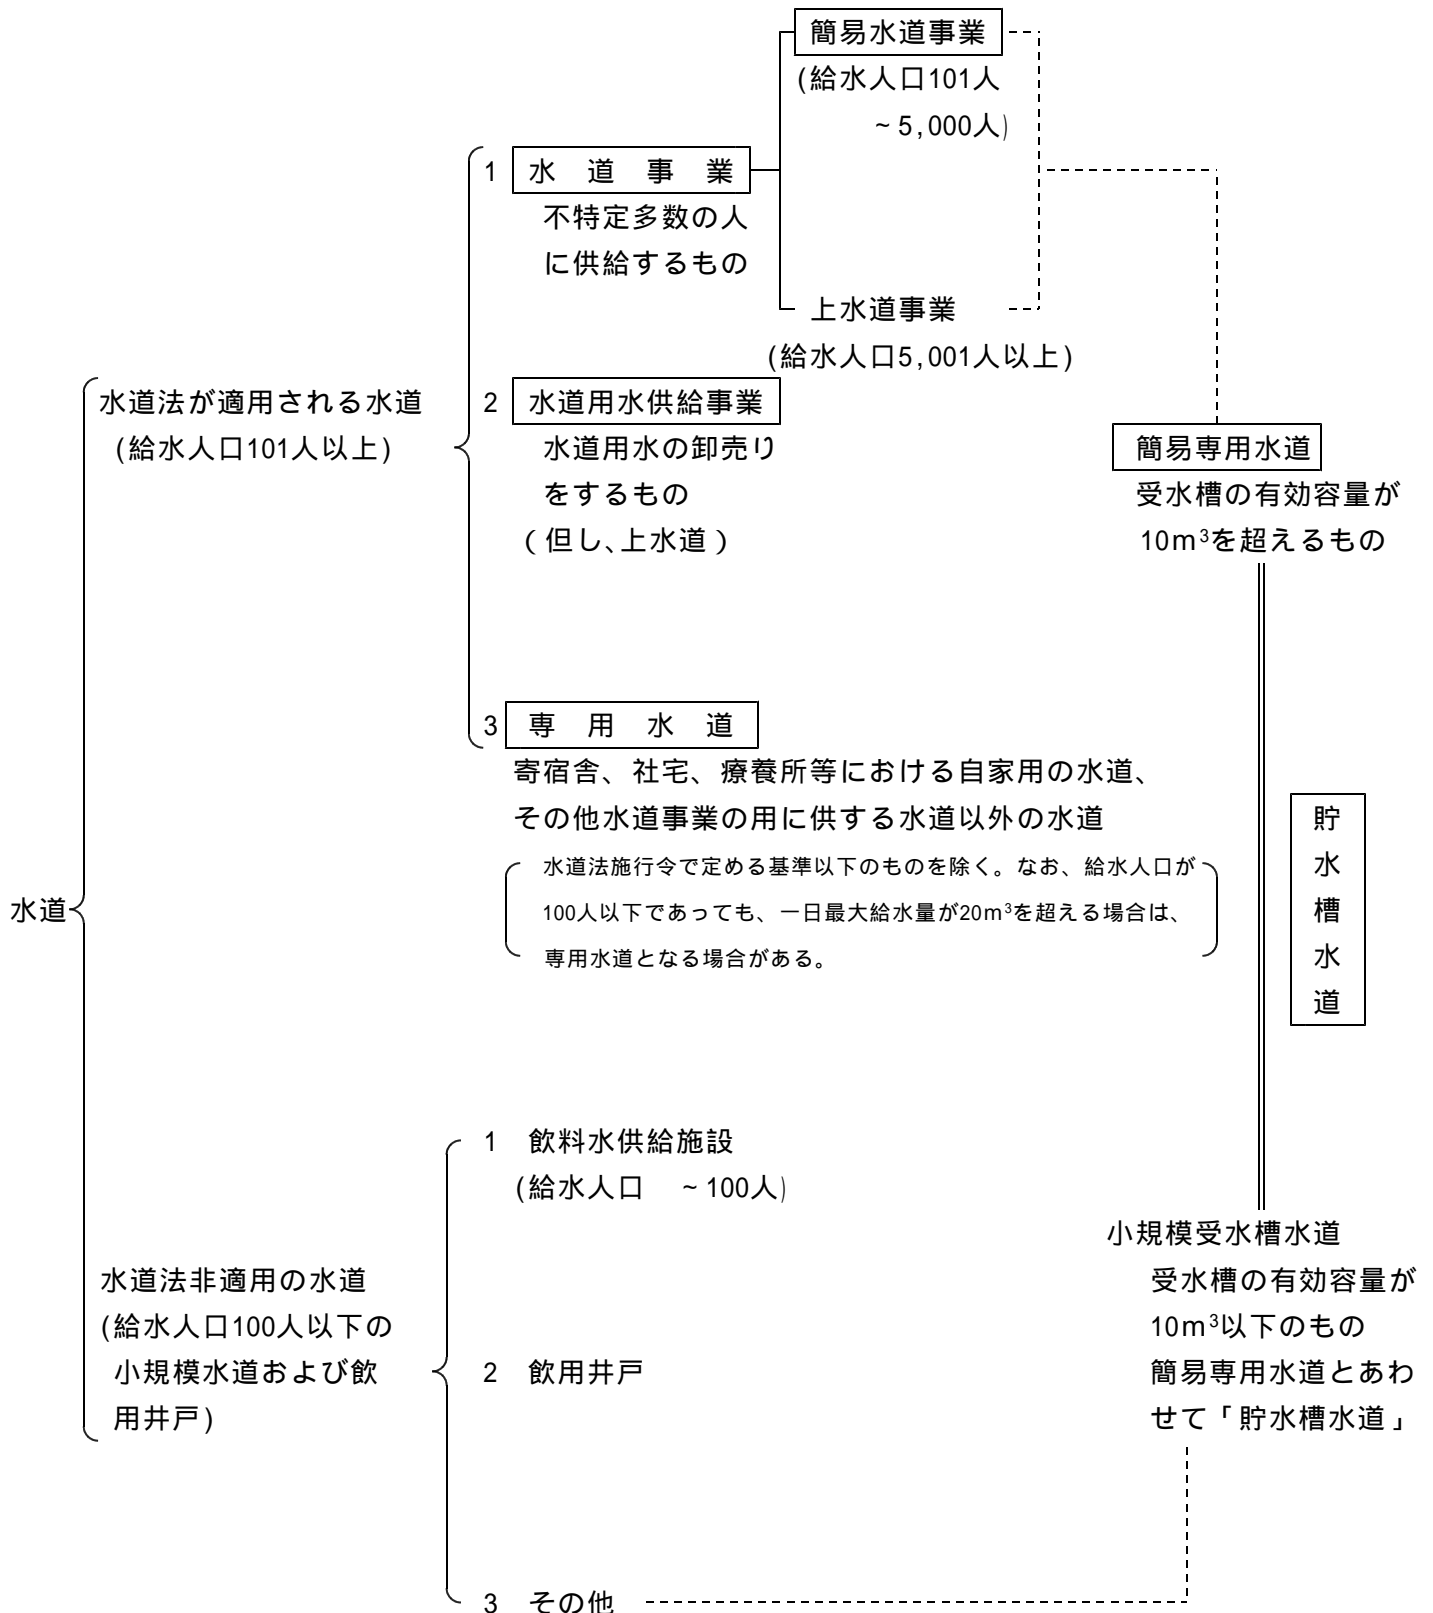 簡易水道事業
(給水人口101人
~5,000人)
1 水道事業
不特定多数の人
に供給するもの
上水道事業
(給水人口5,001人以上)
水道法が適用される水道
(給水人口101人以上)
2 水道用水供給事業
水道用水の卸売り
をするもの
(但し、上水道)
簡易専用水道
受水槽の有効容量が
10m³を超えるもの
3 専用水道
寄宿舎、社宅、療養所等における自家用の水道、
その他水道事業の用に供する水道以外の水道
水道法施行令で定める基準以下のものを除く。なお、給水人口が
100人以下であっても、一日最大給水量が20m³を超える場合は、
専用水道となる場合がある。
水道
貯水槽水道
1 飲料水供給施設
(給水人口 ~100人)
水道法非適用の水道
(給水人口100人以下の
小規模水道および飲
用井戸)
2 飲用井戸
小規模受水槽水道
受水槽の有効容量が
10m³以下のもの
簡易専用水道とあわ
せて「貯水槽水道」
3 その他